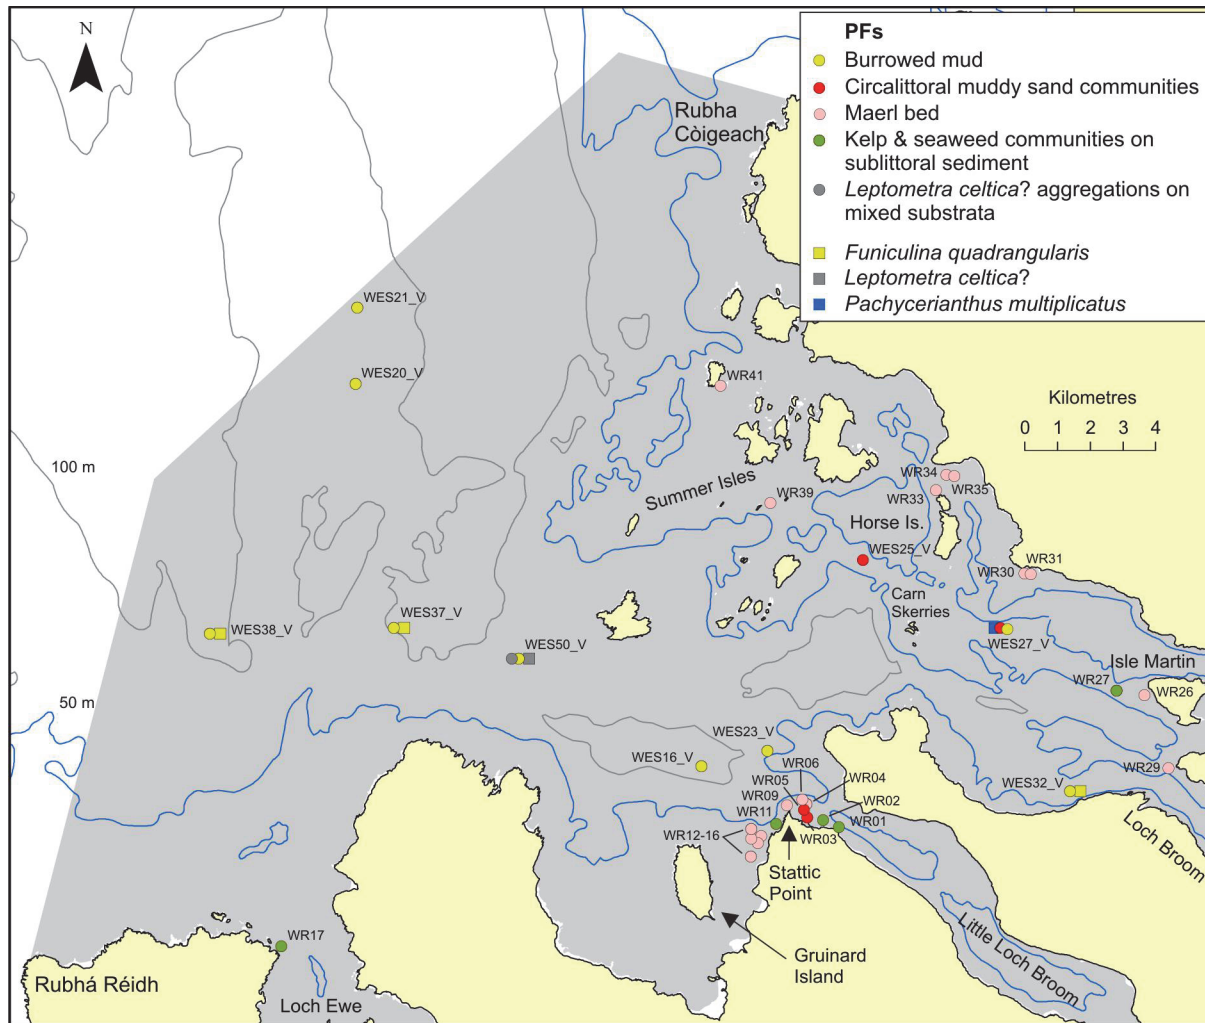 N
PFs
Burrowed mud
Circalittoral muddy sand communities
Maerl bed
Kelp & seaweed communities on
sublittoral sediment
Leptometra celtica? aggregations on
mixed substrata
Funiculina quadrangularis
Leptometra celtica?
Pachycerianthus multiplicatus
Rubha
Còigeach
Kilometres
0 1 2 3 4
WES21_V
WES20_V
WR41
100 m
Summer Isles
WR39
WR34
WR33
WR35
Horse Is.
WES25_V
WR30
WR31
Carn
Skerries
WES38_V
WES37_V
WES50_V
WES27_V
Isle Martin
WR27
WR26
50 m
WES23_V
WES16_V
WR06
WR05
WR04
WR09
WR02
WR11
WR01
WR03
WR12-16
WR29
WES32_V
Loch Broom
Stattic
Point
Gruinard
Island
Little Loch Broom
WR17
Rubhá Réidh
Loch Ewe